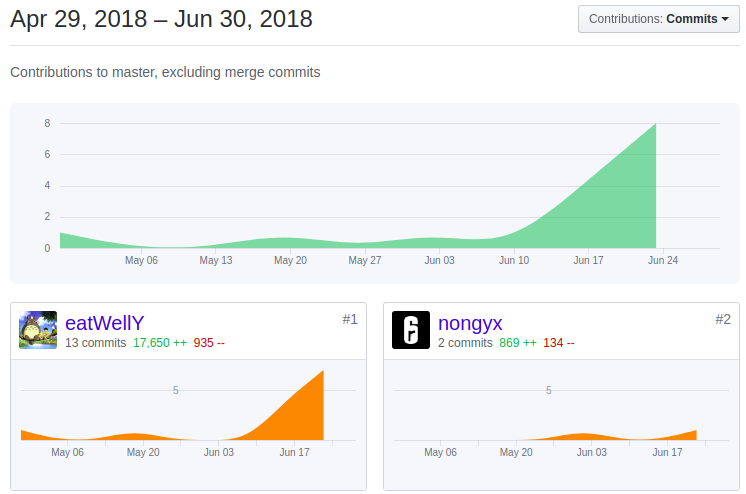 Apr 29, 2018 – Jun 30, 2018
Contributions: Commits
Contributions to master, excluding merge commits
8
6
4
2
0
May 06 May 13 May 20 May 27 Jun 03 Jun 10 Jun 17 Jun 24
eatWellY #1
13 commits 17,650 ++ 935 --
5
May 06 May 20 Jun 03 Jun 17
nongyx #2
2 commits 869 ++ 134 --
5
May 06 May 20 Jun 03 Jun 17